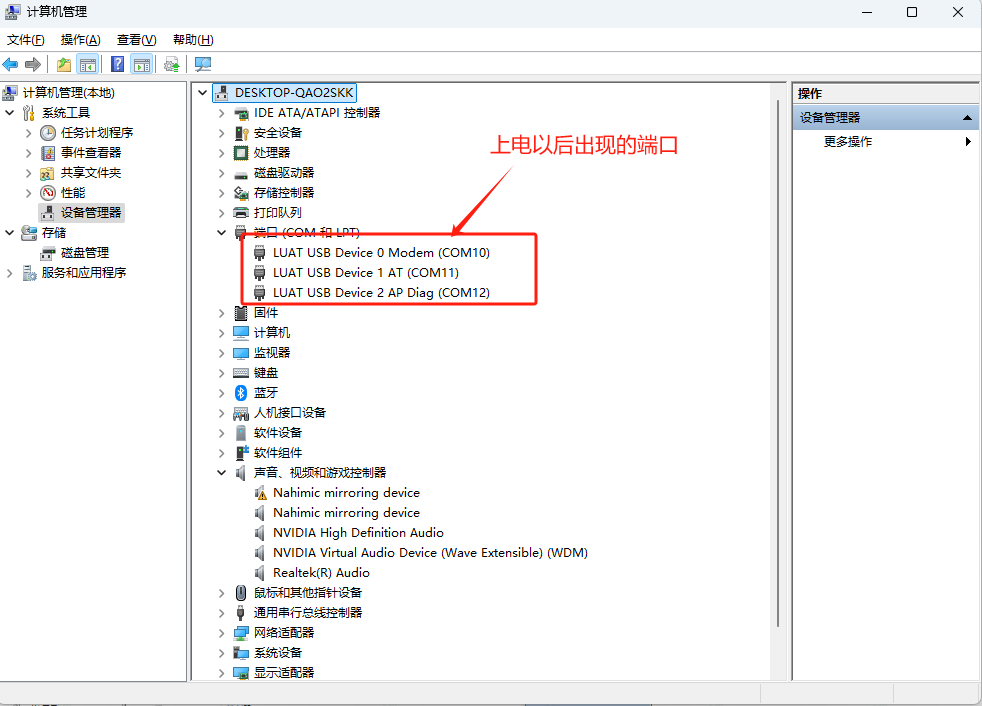 计算机管理
文件(F) 操作(A) 查看(V) 帮助(H)
计算机管理(本地)
系统工具
任务计划程序
事件查看器
共享文件夹
性能
设备管理器
存储
磁盘管理
服务和应用程序
DESKTOP-QAO2SKK
IDE ATA/ATAPI 控制器
安全设备
处理器
磁盘驱动器
存储控制器
打印队列
端口 (COM 和 LPT)
LUAT USB Device 0 Modem (COM10)
LUAT USB Device 1 AT (COM11)
LUAT USB Device 2 AP Diag (COM12)
固件
计算机
监视器
键盘
蓝牙
人机接口设备
软件设备
软件组件
声音、视频和游戏控制器
Nahimic mirroring device
Nahimic mirroring device
NVIDIA High Definition Audio
NVIDIA Virtual Audio Device (Wave Extensible) (WDM)
Realtek(R) Audio
鼠标和其他指针设备
通用串行总线控制器
网络适配器
系统设备
显示适配器
上电以后出现的端口
操作
设备管理器
更多操作